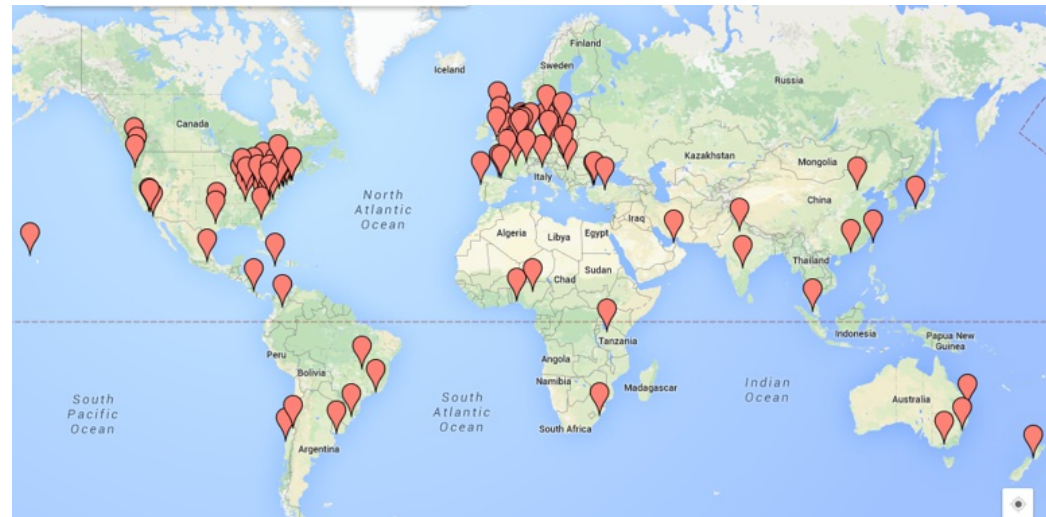 Finland
Sweden
Iceland
Russia
Canada
Kazakhstan
Mongolia
Italy
North
Atlantic
Ocean
China
Iraq
Algeria
Libya
Egypt
Thailand
Chad
Sudan
Indonesia
Papua New
Guinea
Tanzania
Peru
Angola
Bolivia
Namibia
Madagascar
Indian
Ocean
South
Pacific
Ocean
South
Atlantic
Ocean
Australia
South Africa
Argentina